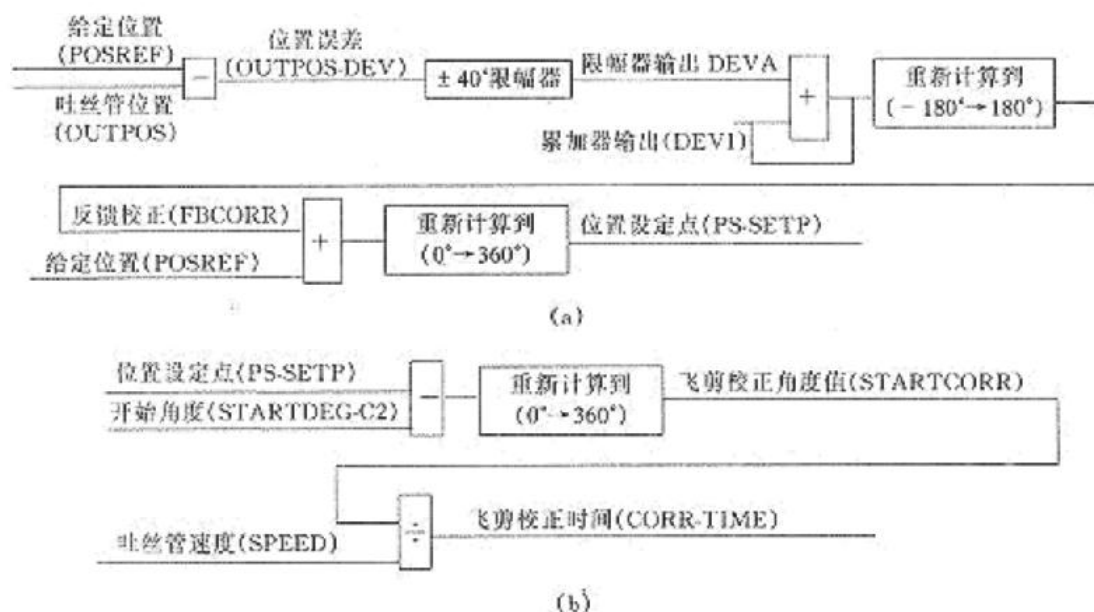 给定位置
(POSREF)
位置误差
(OUTPOS-DEV)
吐丝管位置
(OUTPOS)
−
±40°限幅器
限幅器输出 DEVA
累加器输出(DEV1)
+
重新计算到
(−180°→180°)
反馈校正(FBCORR)
给定位置(POSREF)
+
重新计算到
(0°→360°)
位置设定点(PS-SETP)
(a)
位置设定点(PS-SETP)
开始角度(STARTDEG-C2)
−
重新计算到
(0°→360°)
飞剪校正角度值(STARTCORR)
吐丝管速度(SPEED)
÷
飞剪校正时间(CORR-TIME)
(b)